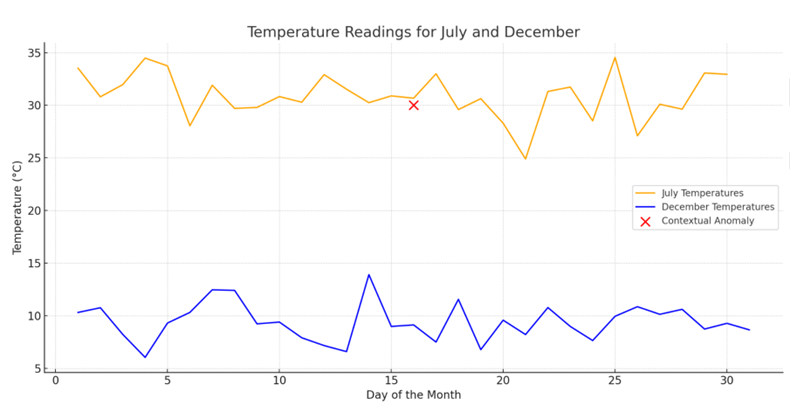 Temperature Readings for July and December
35
30
25
20
15
10
5
Temperature (°C)
July Temperatures
December Temperatures
Contextual Anomaly
0 5 10 15 20 25 30
Day of the Month